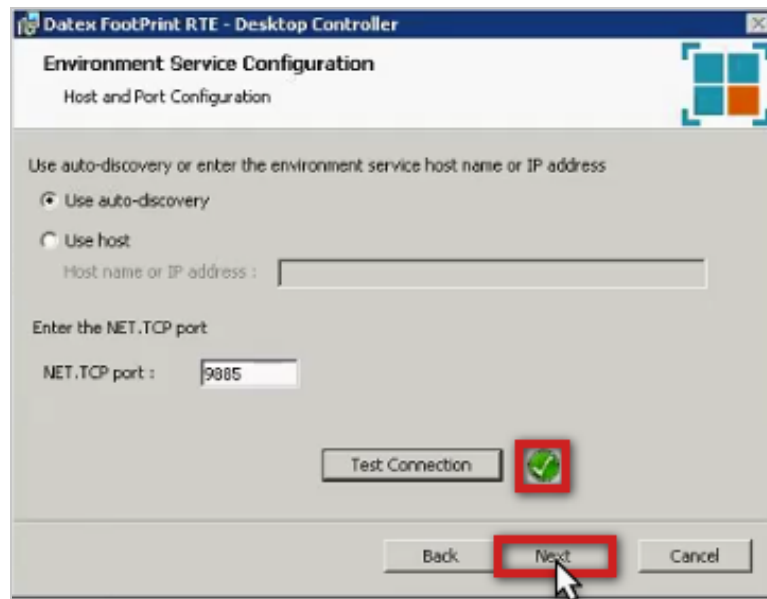 Datex FootPrint RTE - Desktop Controller
Environment Service Configuration
Host and Port Configuration
Use auto-discovery or enter the environment service host name or IP address
Use auto-discovery
Use host
Host name or IP address :
Enter the NET.TCP port
NET.TCP port : 9885
Test Connection
Back Next Cancel